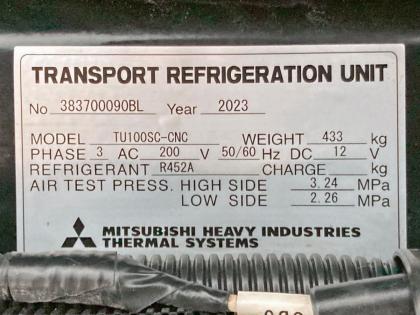 TRANSPORT REFRIGERATION UNIT
No 383700090BL Year 2023
MODEL TU100SC-CNC WEIGHT 433 kg
PHASE 3 AC 200 V 50/60 Hz DC 12 V
REFRIGERANT R452A CHARGE kg
AIR TEST PRESS. HIGH SIDE 3.24 MPa
LOW SIDE 2.26 MPa
MITSUBISHI HEAVY INDUSTRIES
THERMAL SYSTEMS